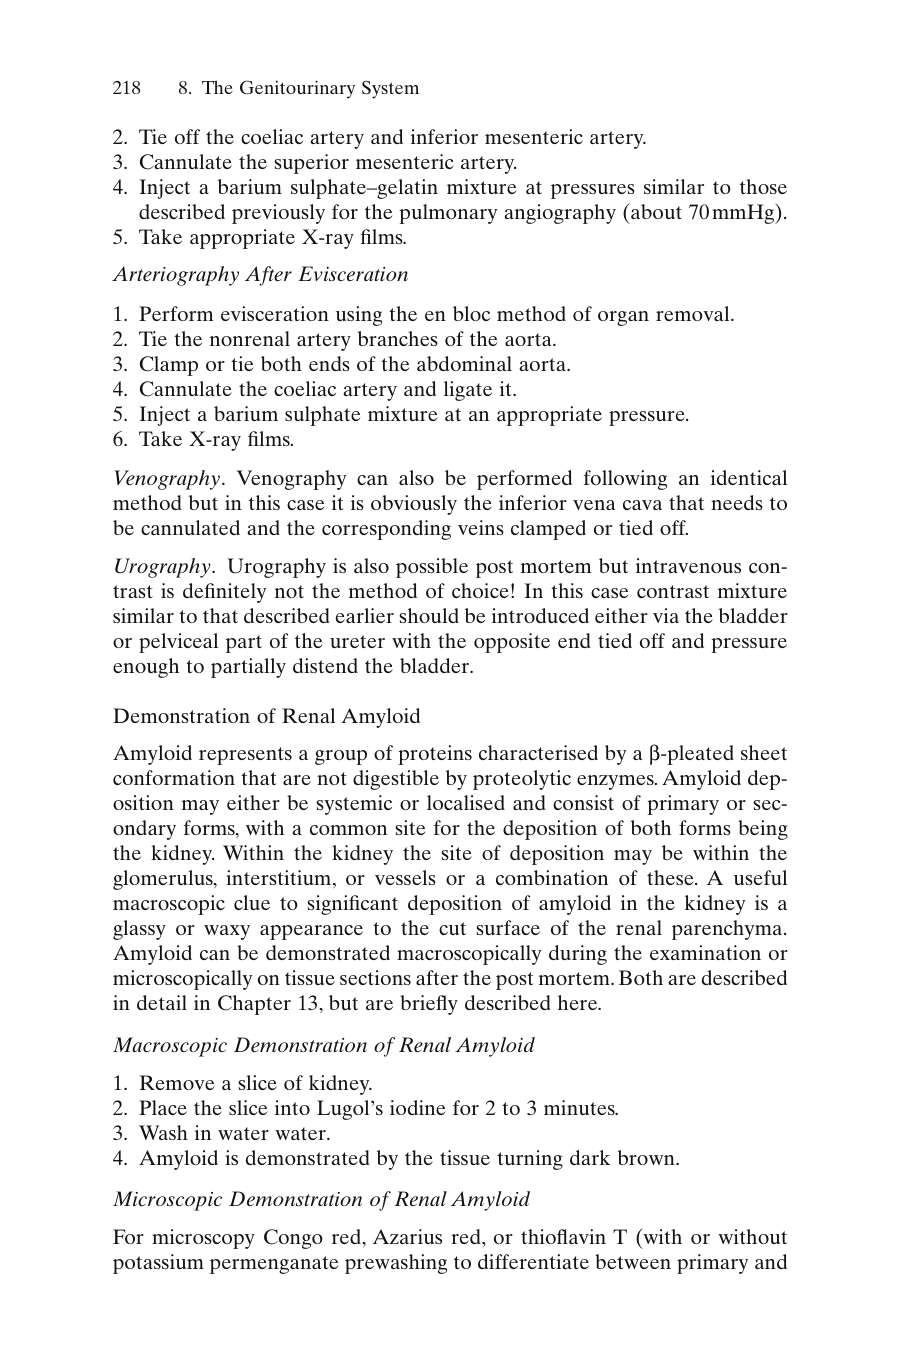 218 8. The Genitourinary System
2. Tie off the coeliac artery and inferior mesenteric artery.
3. Cannulate the superior mesenteric artery.
4. Inject a barium sulphate–gelatin mixture at pressures similar to those
described previously for the pulmonary angiography (about 70 mmHg).
5. Take appropriate X-ray films.
Arteriography After Evisceration
1. Perform evisceration using the en bloc method of organ removal.
2. Tie the nonrenal artery branches of the aorta.
3. Clamp or tie both ends of the abdominal aorta.
4. Cannulate the coeliac artery and ligate it.
5. Inject a barium sulphate mixture at an appropriate pressure.
6. Take X-ray films.
Venography. Venography can also be performed following an identical
method but in this case it is obviously the inferior vena cava that needs to
be cannulated and the corresponding veins clamped or tied off.
Urography. Urography is also possible post mortem but intravenous con-
trast is definitely not the method of choice! In this case contrast mixture
similar to that described earlier should be introduced either via the bladder
or pelviceal part of the ureter with the opposite end tied off and pressure
enough to partially distend the bladder.
Demonstration of Renal Amyloid
Amyloid represents a group of proteins characterised by a β-pleated sheet
conformation that are not digestible by proteolytic enzymes. Amyloid dep-
osition may either be systemic or localised and consist of primary or sec-
ondary forms, with a common site for the deposition of both forms being
the kidney. Within the kidney the site of deposition may be within the
glomerulus, interstitium, or vessels or a combination of these. A useful
macroscopic clue to significant deposition of amyloid in the kidney is a
glassy or waxy appearance to the cut surface of the renal parenchyma.
Amyloid can be demonstrated macroscopically during the examination or
microscopically on tissue sections after the post mortem. Both are described
in detail in Chapter 13, but are briefly described here.
Macroscopic Demonstration of Renal Amyloid
1. Remove a slice of kidney.
2. Place the slice into Lugol’s iodine for 2 to 3 minutes.
3. Wash in water water.
4. Amyloid is demonstrated by the tissue turning dark brown.
Microscopic Demonstration of Renal Amyloid
For microscopy Congo red, Azarius red, or thioflavin T (with or without
potassium permenganate prewashing to differentiate between primary and